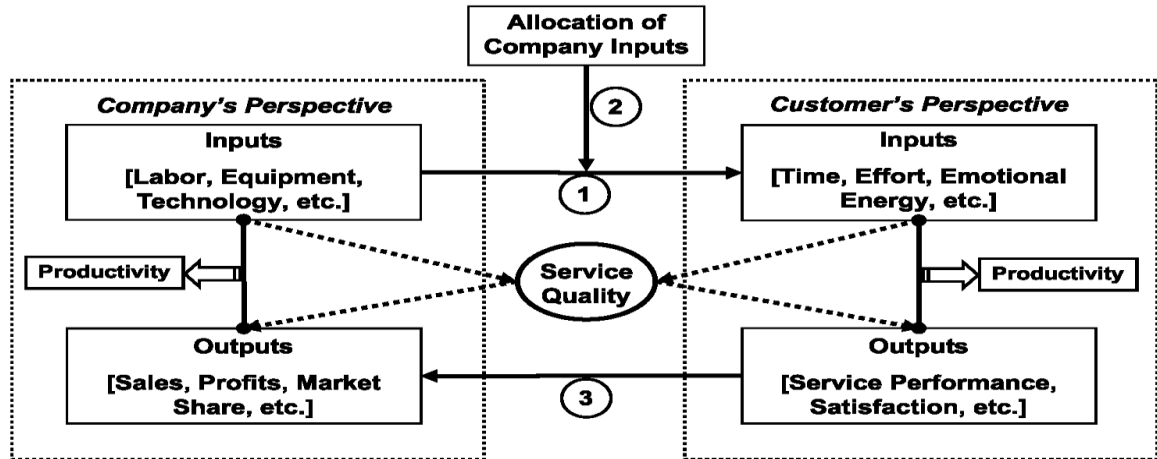 Allocation of
Company Inputs
Company's Perspective
Inputs
[Labor, Equipment,
Technology, etc.]
2
1
Customer's Perspective
Inputs
[Time, Effort, Emotional
Energy, etc.]
Productivity
Service
Quality
Productivity
Outputs
[Sales, Profits, Market
Share, etc.]
3
Outputs
[Service Performance,
Satisfaction, etc.]